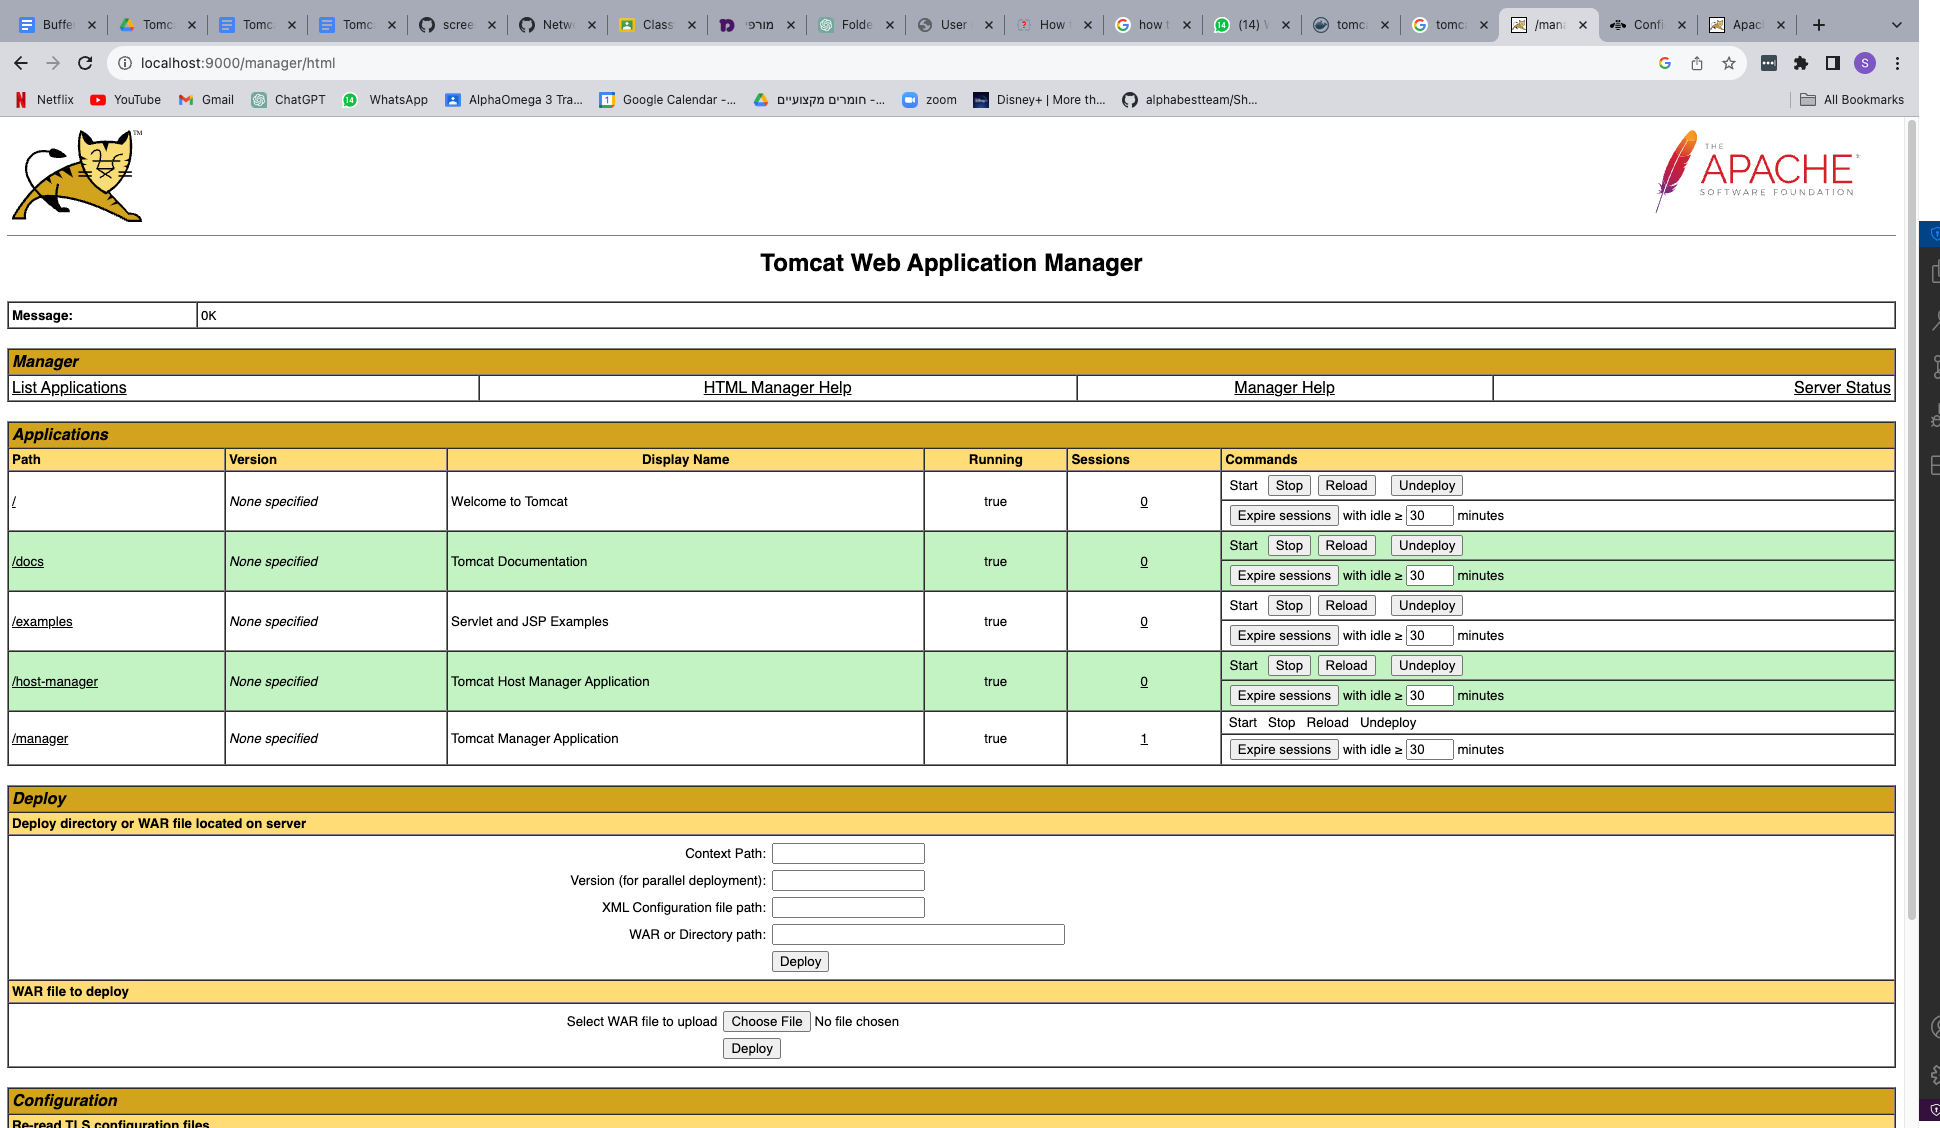 Buffe Tomc Tomc Tomc scree Netw Class מורפי Folde User How t how t (14) W tomc tomc /mana Confi Apac
localhost:9000/manager/html
S
Netflix YouTube Gmail ChatGPT 14 WhatsApp AlphaOmega 3 Tra... Google Calendar -... חומרים מקצועיים -... zoom Disney+ | More th... alphabestteam/Sh... All Bookmarks
TM
THE
APACHE
SOFTWARE FOUNDATION
Tomcat Web Application Manager
Message: OK
Manager
List Applications HTML Manager Help Manager Help Server Status
Applications
Path Version Display Name Running Sessions Commands
/ None specified Welcome to Tomcat true 0 Start Stop Reload Undeploy
Expire sessions with idle ≥ 30 minutes
/docs None specified Tomcat Documentation true 0 Start Stop Reload Undeploy
Expire sessions with idle ≥ 30 minutes
/examples None specified Servlet and JSP Examples true 0 Start Stop Reload Undeploy
Expire sessions with idle ≥ 30 minutes
/host-manager None specified Tomcat Host Manager Application true 0 Start Stop Reload Undeploy
Expire sessions with idle ≥ 30 minutes
/manager None specified Tomcat Manager Application true 1 Start Stop Reload Undeploy
Expire sessions with idle ≥ 30 minutes
Deploy
Deploy directory or WAR file located on server
Context Path:
Version (for parallel deployment):
XML Configuration file path:
WAR or Directory path:
Deploy
WAR file to deploy
Select WAR file to upload Choose File No file chosen
Deploy
Configuration
Re-read TLS configuration files